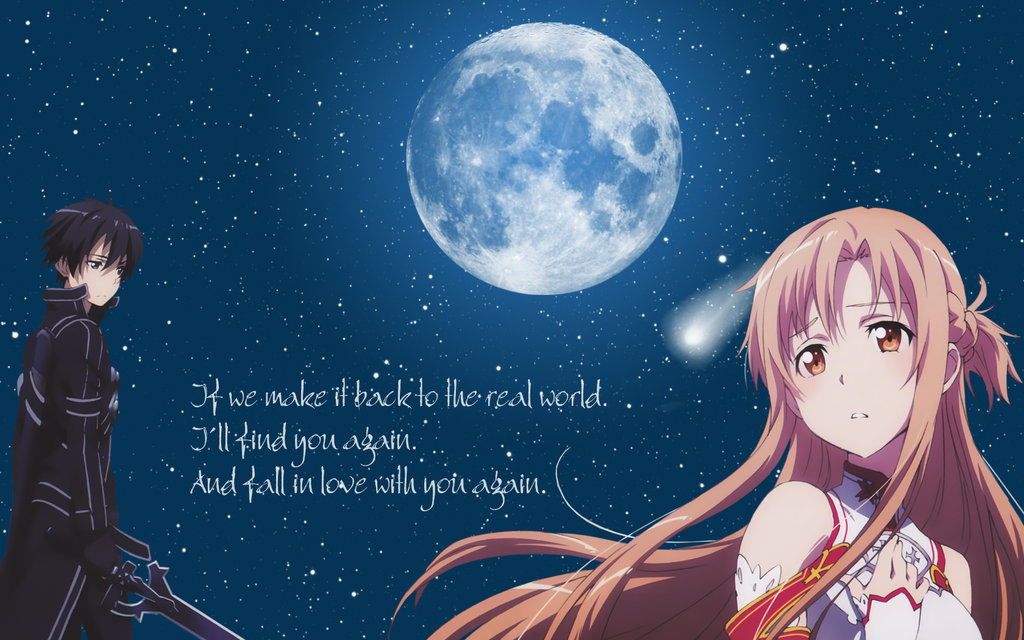 If we make it back to the real world.
I'll find you again.
And fall in love with you again.